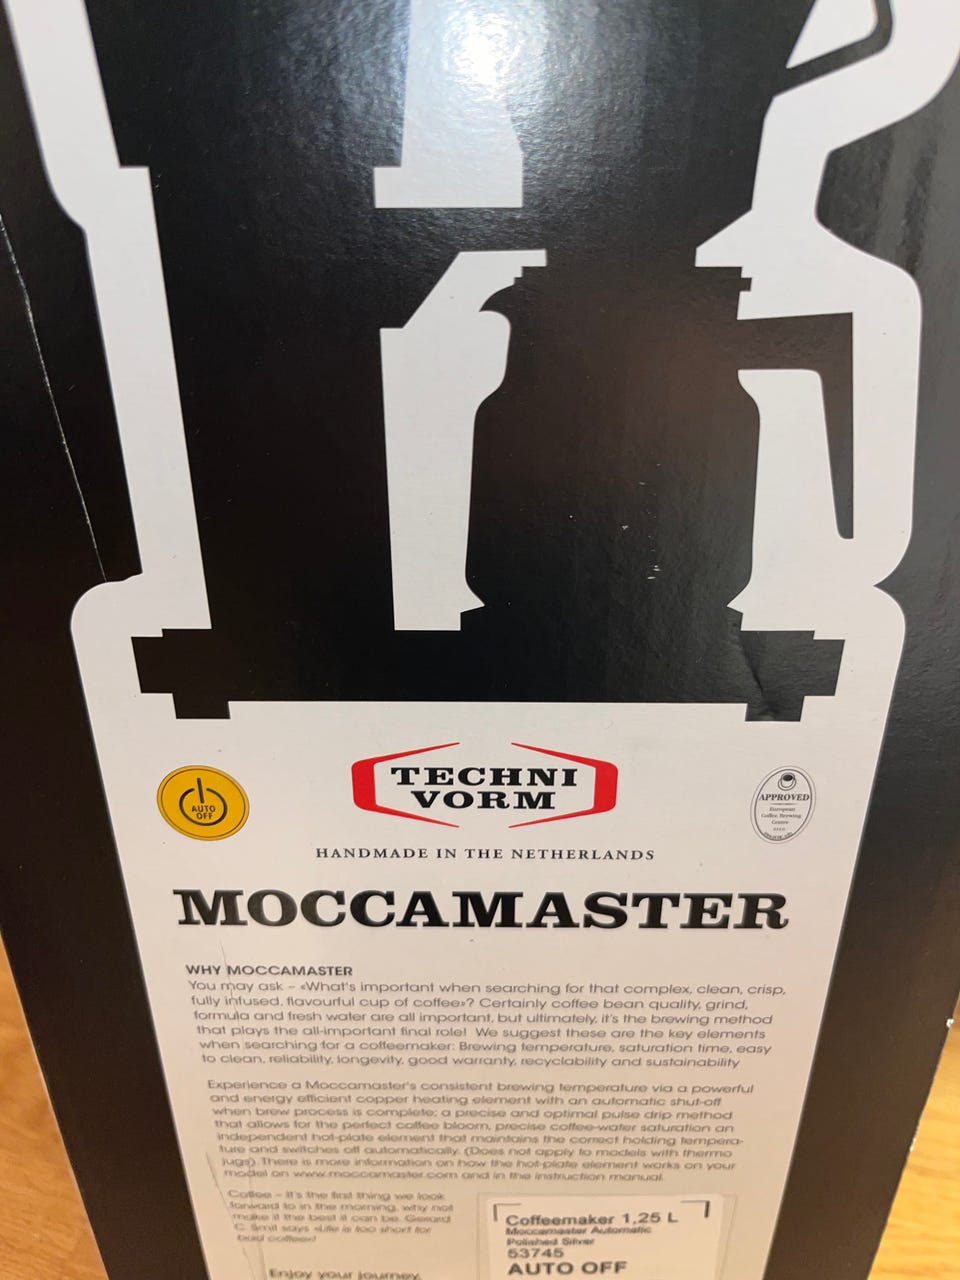 AUTO
OFF
TECHNI
VORM
APPROVED
European
Coffee Brewing
Centre
HANDMADE IN THE NETHERLANDS
MOCCAMASTER
WHY MOCCAMASTER
You may ask – «What's important when searching for that complex, clean, crisp,
fully infused, flavourful cup of coffee»? Certainly coffee bean quality, grind,
formula and fresh water are all important, but ultimately, it's the brewing method
that plays the all-important final role! We suggest these are the key elements
when searching for a coffeemaker: Brewing temperature, saturation time, easy
to clean, reliability, longevity, good warranty, recyclability and sustainability
Experience a Moccamaster's consistent brewing temperature via a powerful
and energy efficient copper heating element with an automatic shut-off
when brew process is complete; a precise and optimal pulse drip method
that allows for the perfect coffee bloom, precise coffee-water saturation an
independent hot-plate element that maintains the correct holding tempera-
ture and switches off automatically. (Does not apply to models with thermo
jugs). There is more information on how the hot-plate element works on your
model on www.moccamaster.com and in the instruction manual.
Coffee – it's the first thing we look
forward to in the morning, why not
make it the best it can be. Gerard
C. Smit says «Life is too short for
bad coffee»!
Enjoy your journey,
Coffeemaker 1,25 L
Moccamaster Automatic
Polished Silver
53745
AUTO OFF